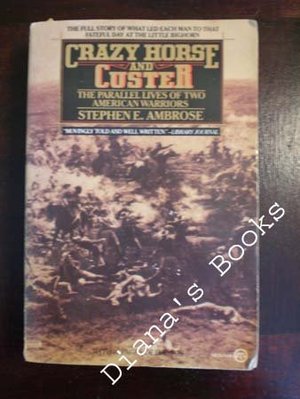 THE FULL STORY OF WHAT LED EACH MAN TO THAT
FATEFUL DAY AT THE LITTLE BIGHORN
CRAZY HORSE
AND
CUSTER
THE PARALLEL LIVES OF TWO
AMERICAN WARRIORS
STEPHEN E. AMBROSE
"MOVINGLY TOLD AND WELL WRITTEN."—LIBRARY JOURNAL
Diana's Books